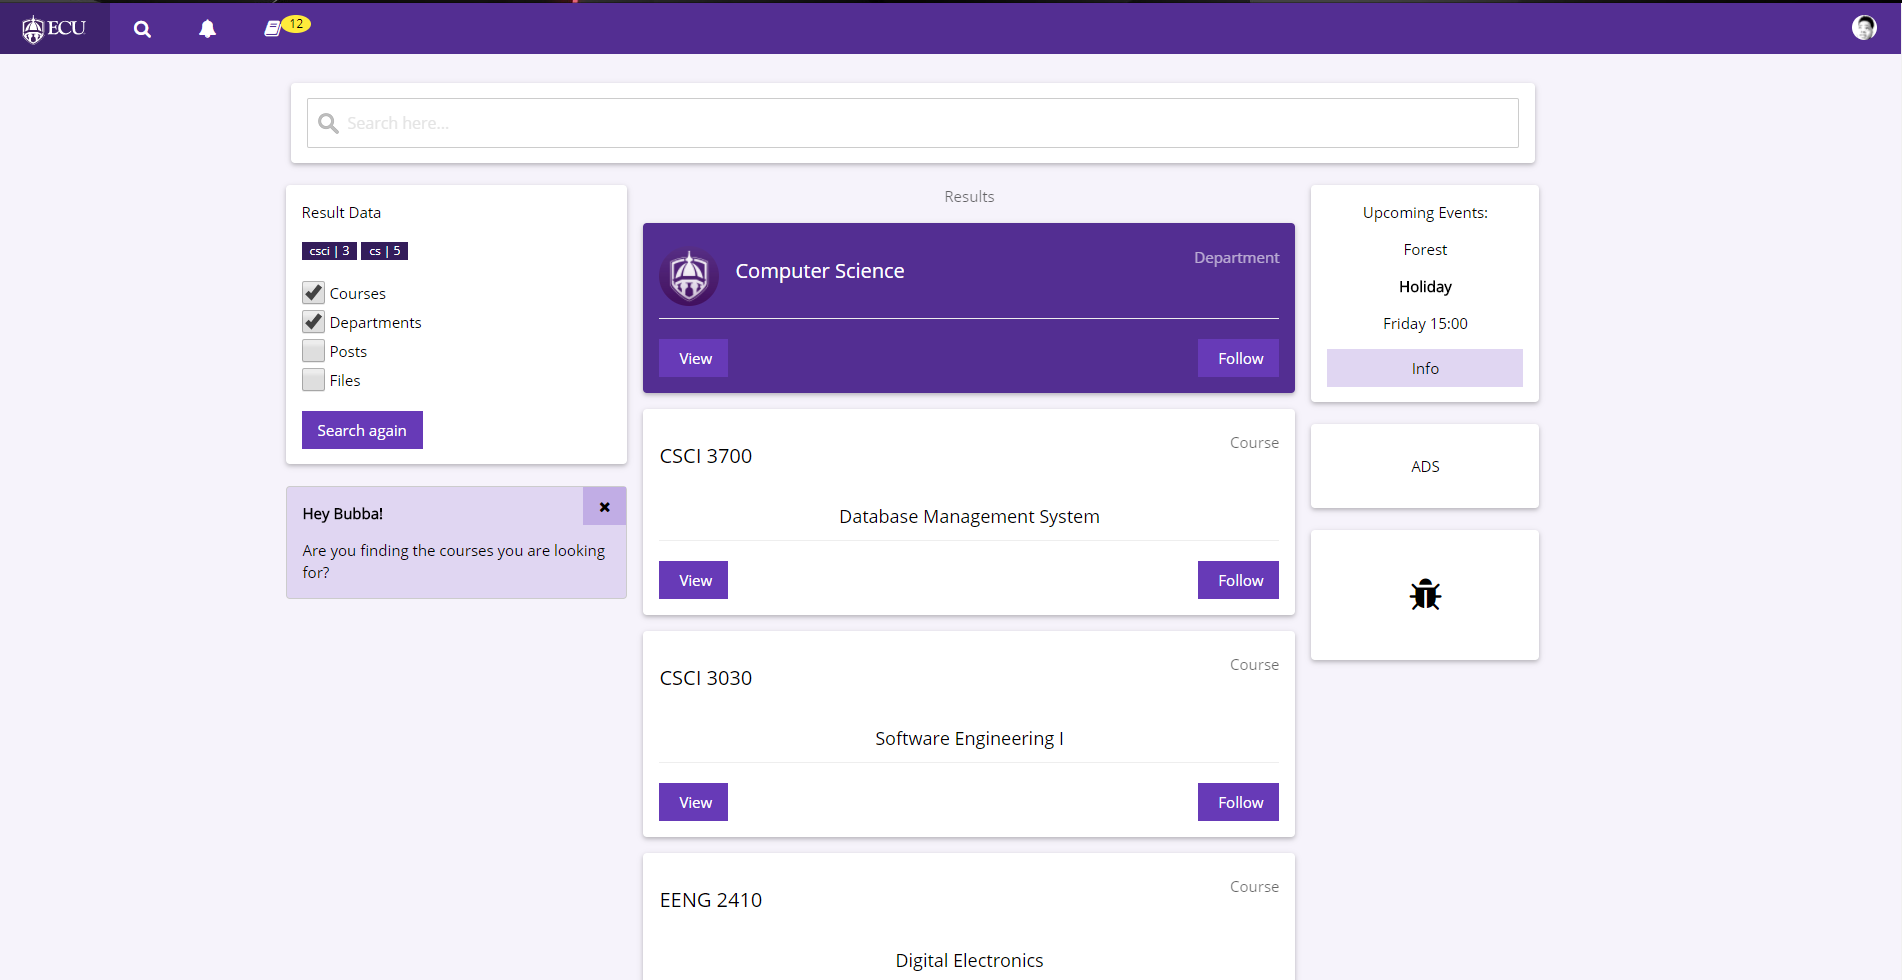 ECU
12
Search here...
Result Data
csci | 3 cs | 5
Courses
Departments
Posts
Files
Search again
Hey Bubba!
Are you finding the courses you are looking
for?
Results
Department
Computer Science
View Follow
Course
CSCI 3700
Database Management System
View Follow
Course
CSCI 3030
Software Engineering I
View Follow
Course
EENG 2410
Digital Electronics
Upcoming Events:
Forest
Holiday
Friday 15:00
Info
ADS